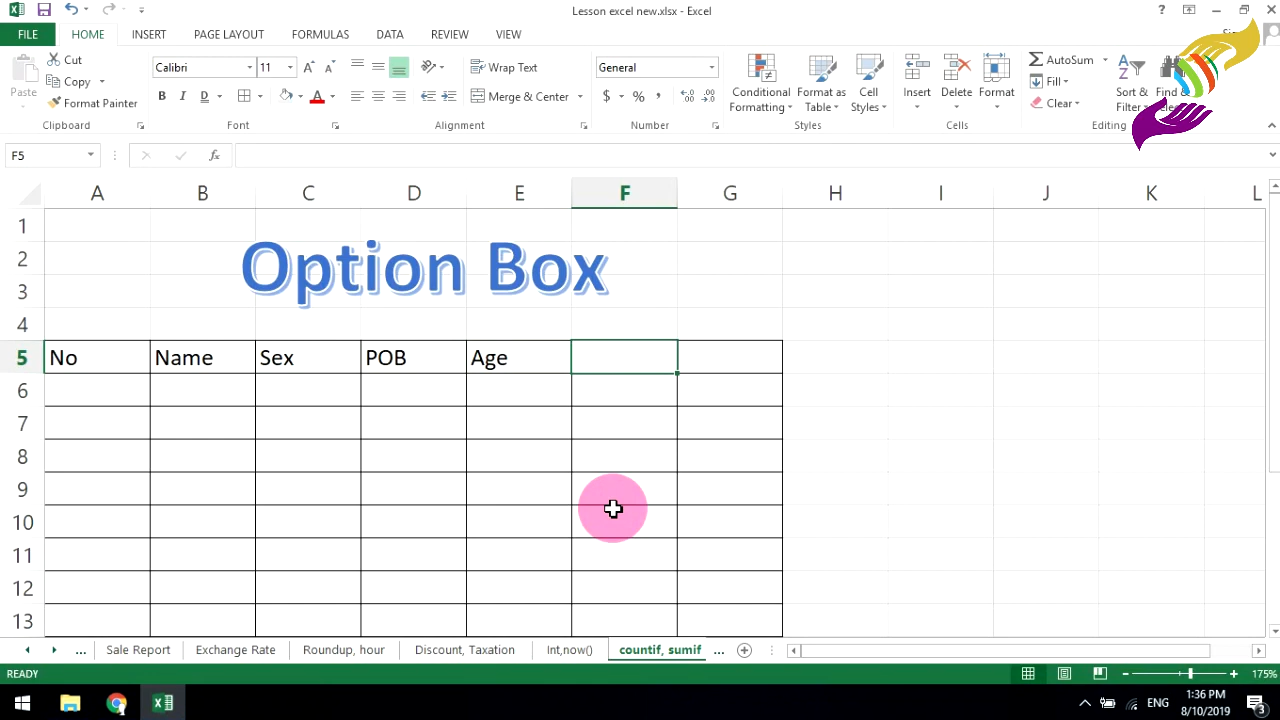 Lesson excel new.xlsx - Excel
FILE HOME INSERT PAGE LAYOUT FORMULAS DATA REVIEW VIEW
Paste
Cut
Copy
Format Painter
Clipboard
Calibri 11
B I D
A
Font
Wrap Text
Merge & Center
Alignment
General
$ % ,
Number
Conditional Formatting
Format as Table
Cell Styles
Styles
Insert Delete Format
Cells
AutoSum
Fill
Clear
Sort & Filter
Find &
Editing
F5 fx
A B C D E F G H I J K L
1
2
3
Option Box
4
5 No Name Sex POB Age
6
7
8
9
10
11
12
13
... Sale Report Exchange Rate Roundup, hour Discount, Taxation Int,now() countif, sumif ...
READY 175%
ENG 1:36 PM
8/10/2019 3